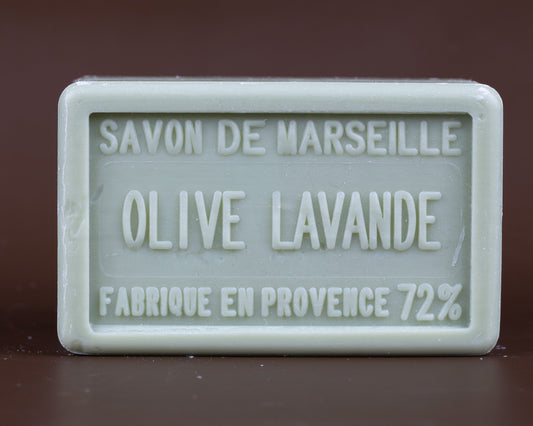 SAVON DE MARSEILLE
OLIVE LAVANDE
FABRIQUE EN PROVENCE 72%